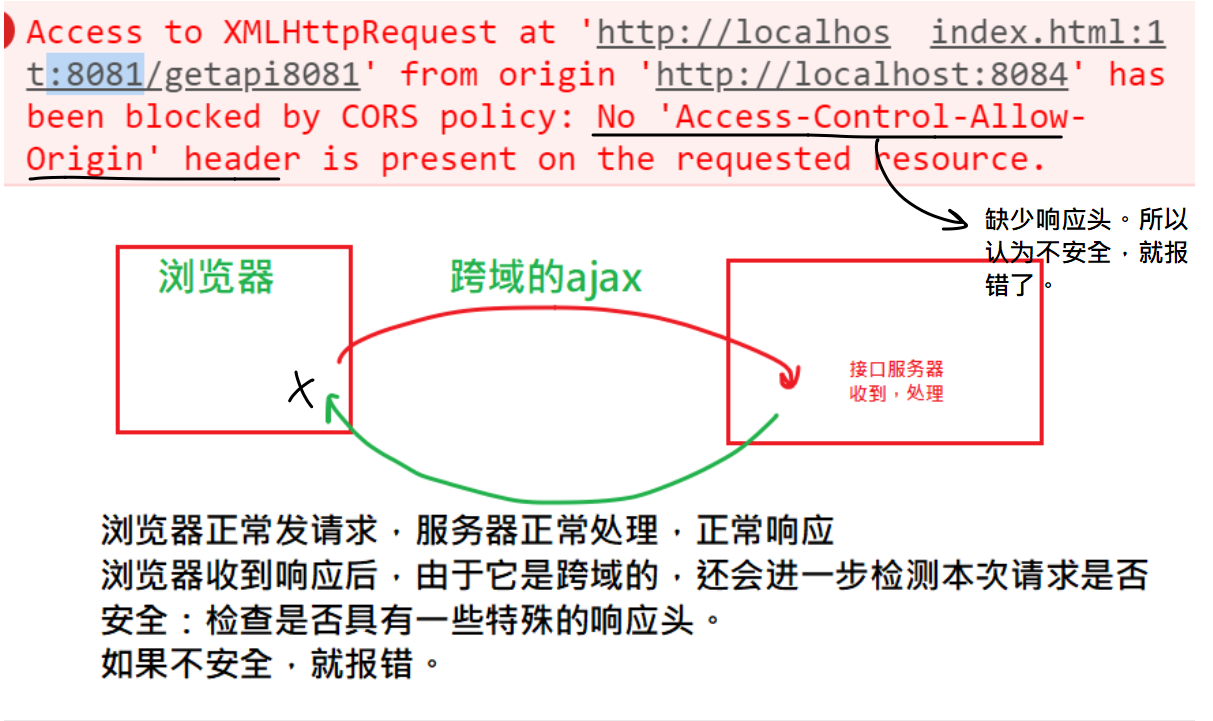 Access to XMLHttpRequest at 'http://localhos index.html:1
t:8081/getapi8081' from origin 'http://localhost:8084' has
been blocked by CORS policy: No 'Access-Control-Allow-
Origin' header is present on the requested resource.
缺少响应头。所以
认为不安全，就报
错了。
浏览器
跨域的ajax
接口服务器
收到，处理
X
浏览器正常发请求，服务器正常处理，正常响应
浏览器收到响应后，由于它是跨域的，还会进一步检测本次请求是否
安全：检查是否具有一些特殊的响应头。
如果不安全，就报错。